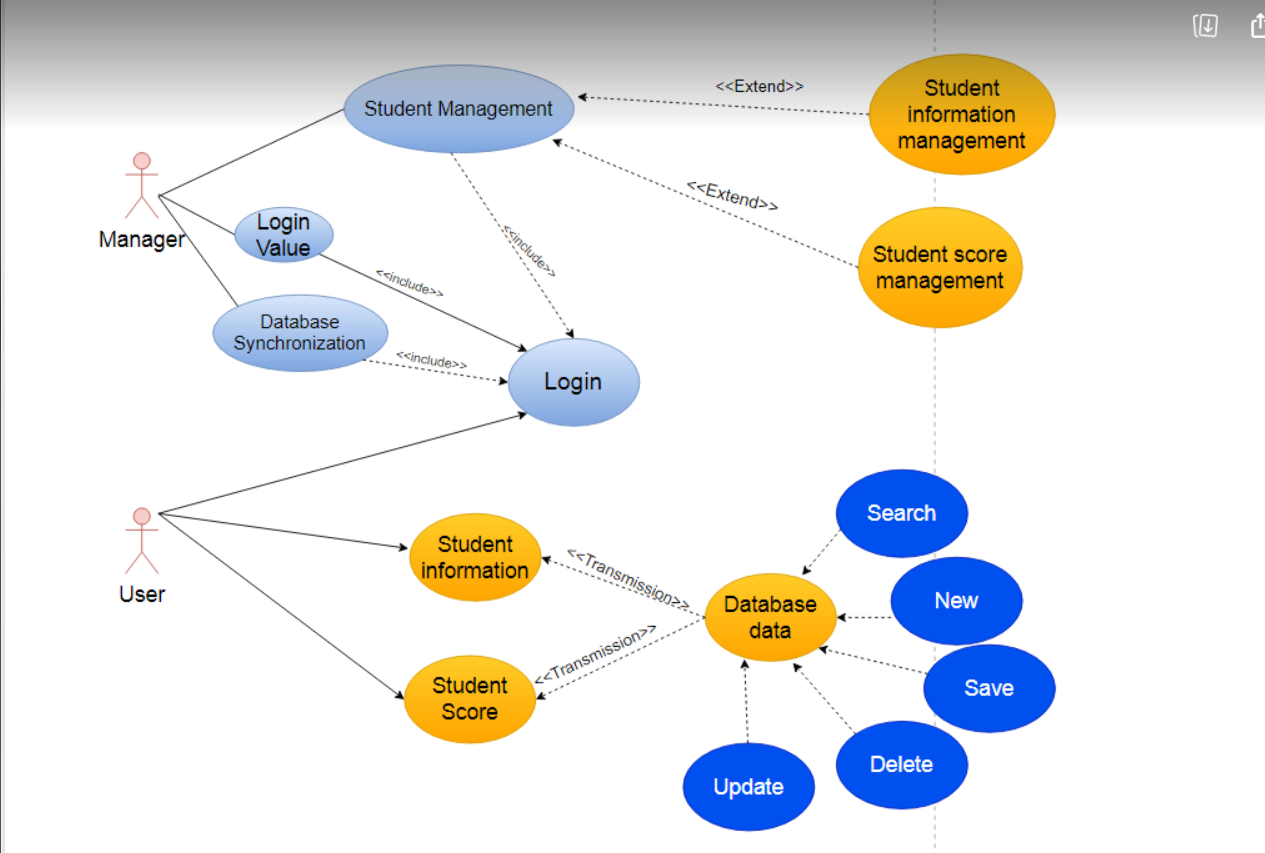 Student Management
<<Extend>>
Student
information
management
<<Extend>>
Student score
management
Manager
Login
Value
<<include>>
<<include>>
Database
Synchronization
<<include>>
Login
User
Student
information
<<Transmission>>
Student
Score
<<Transmission>>
Database
data
Search
New
Save
Delete
Update